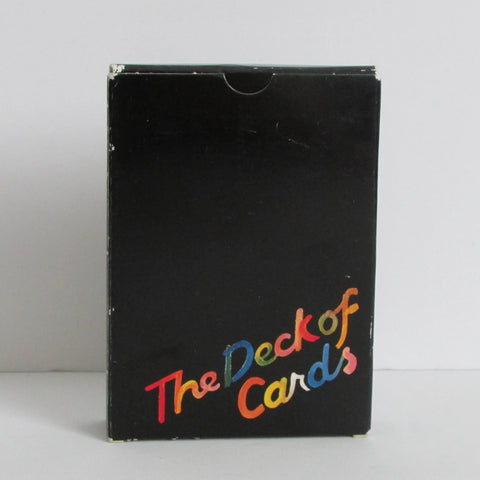 The Deck of
Cards